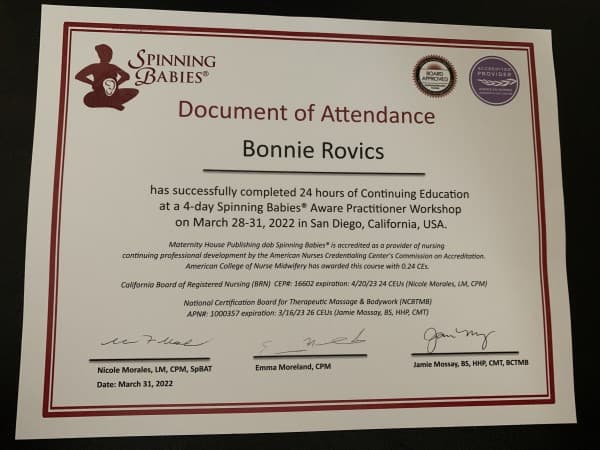 SPINNING
BABIES®
BOARD
APPROVED
ACCREDITED
PROVIDER
Document of Attendance
Bonnie Rovics
has successfully completed 24 hours of Continuing Education
at a 4-day Spinning Babies® Aware Practitioner Workshop
on March 28-31, 2022 in San Diego, California, USA.
Maternity House Publishing dab Spinning Babies® is accredited as a provider of nursing
continuing professional development by the American Nurses Credentialing Center's Commission on Accreditation.
American College of Nurse Midwifery has awarded this course with 0.24 CEs.
California Board of Registered Nursing (BRN) CEP#: 16602 expiration: 4/20/23 24 CEUs (Nicole Morales, LM, CPM)
National Certification Board for Therapeutic Massage & Bodywork (NCBTMB)
APN#: 1000357 expiration: 3/16/23 26 CEUs (Jamie Mossay, BS, HHP, CMT)
Nicole Morales, LM, CPM, SpBAT
Emma Moreland, CPM
Jamie Mossay, BS, HHP, CMT, BCTMB
Date: March 31, 2022